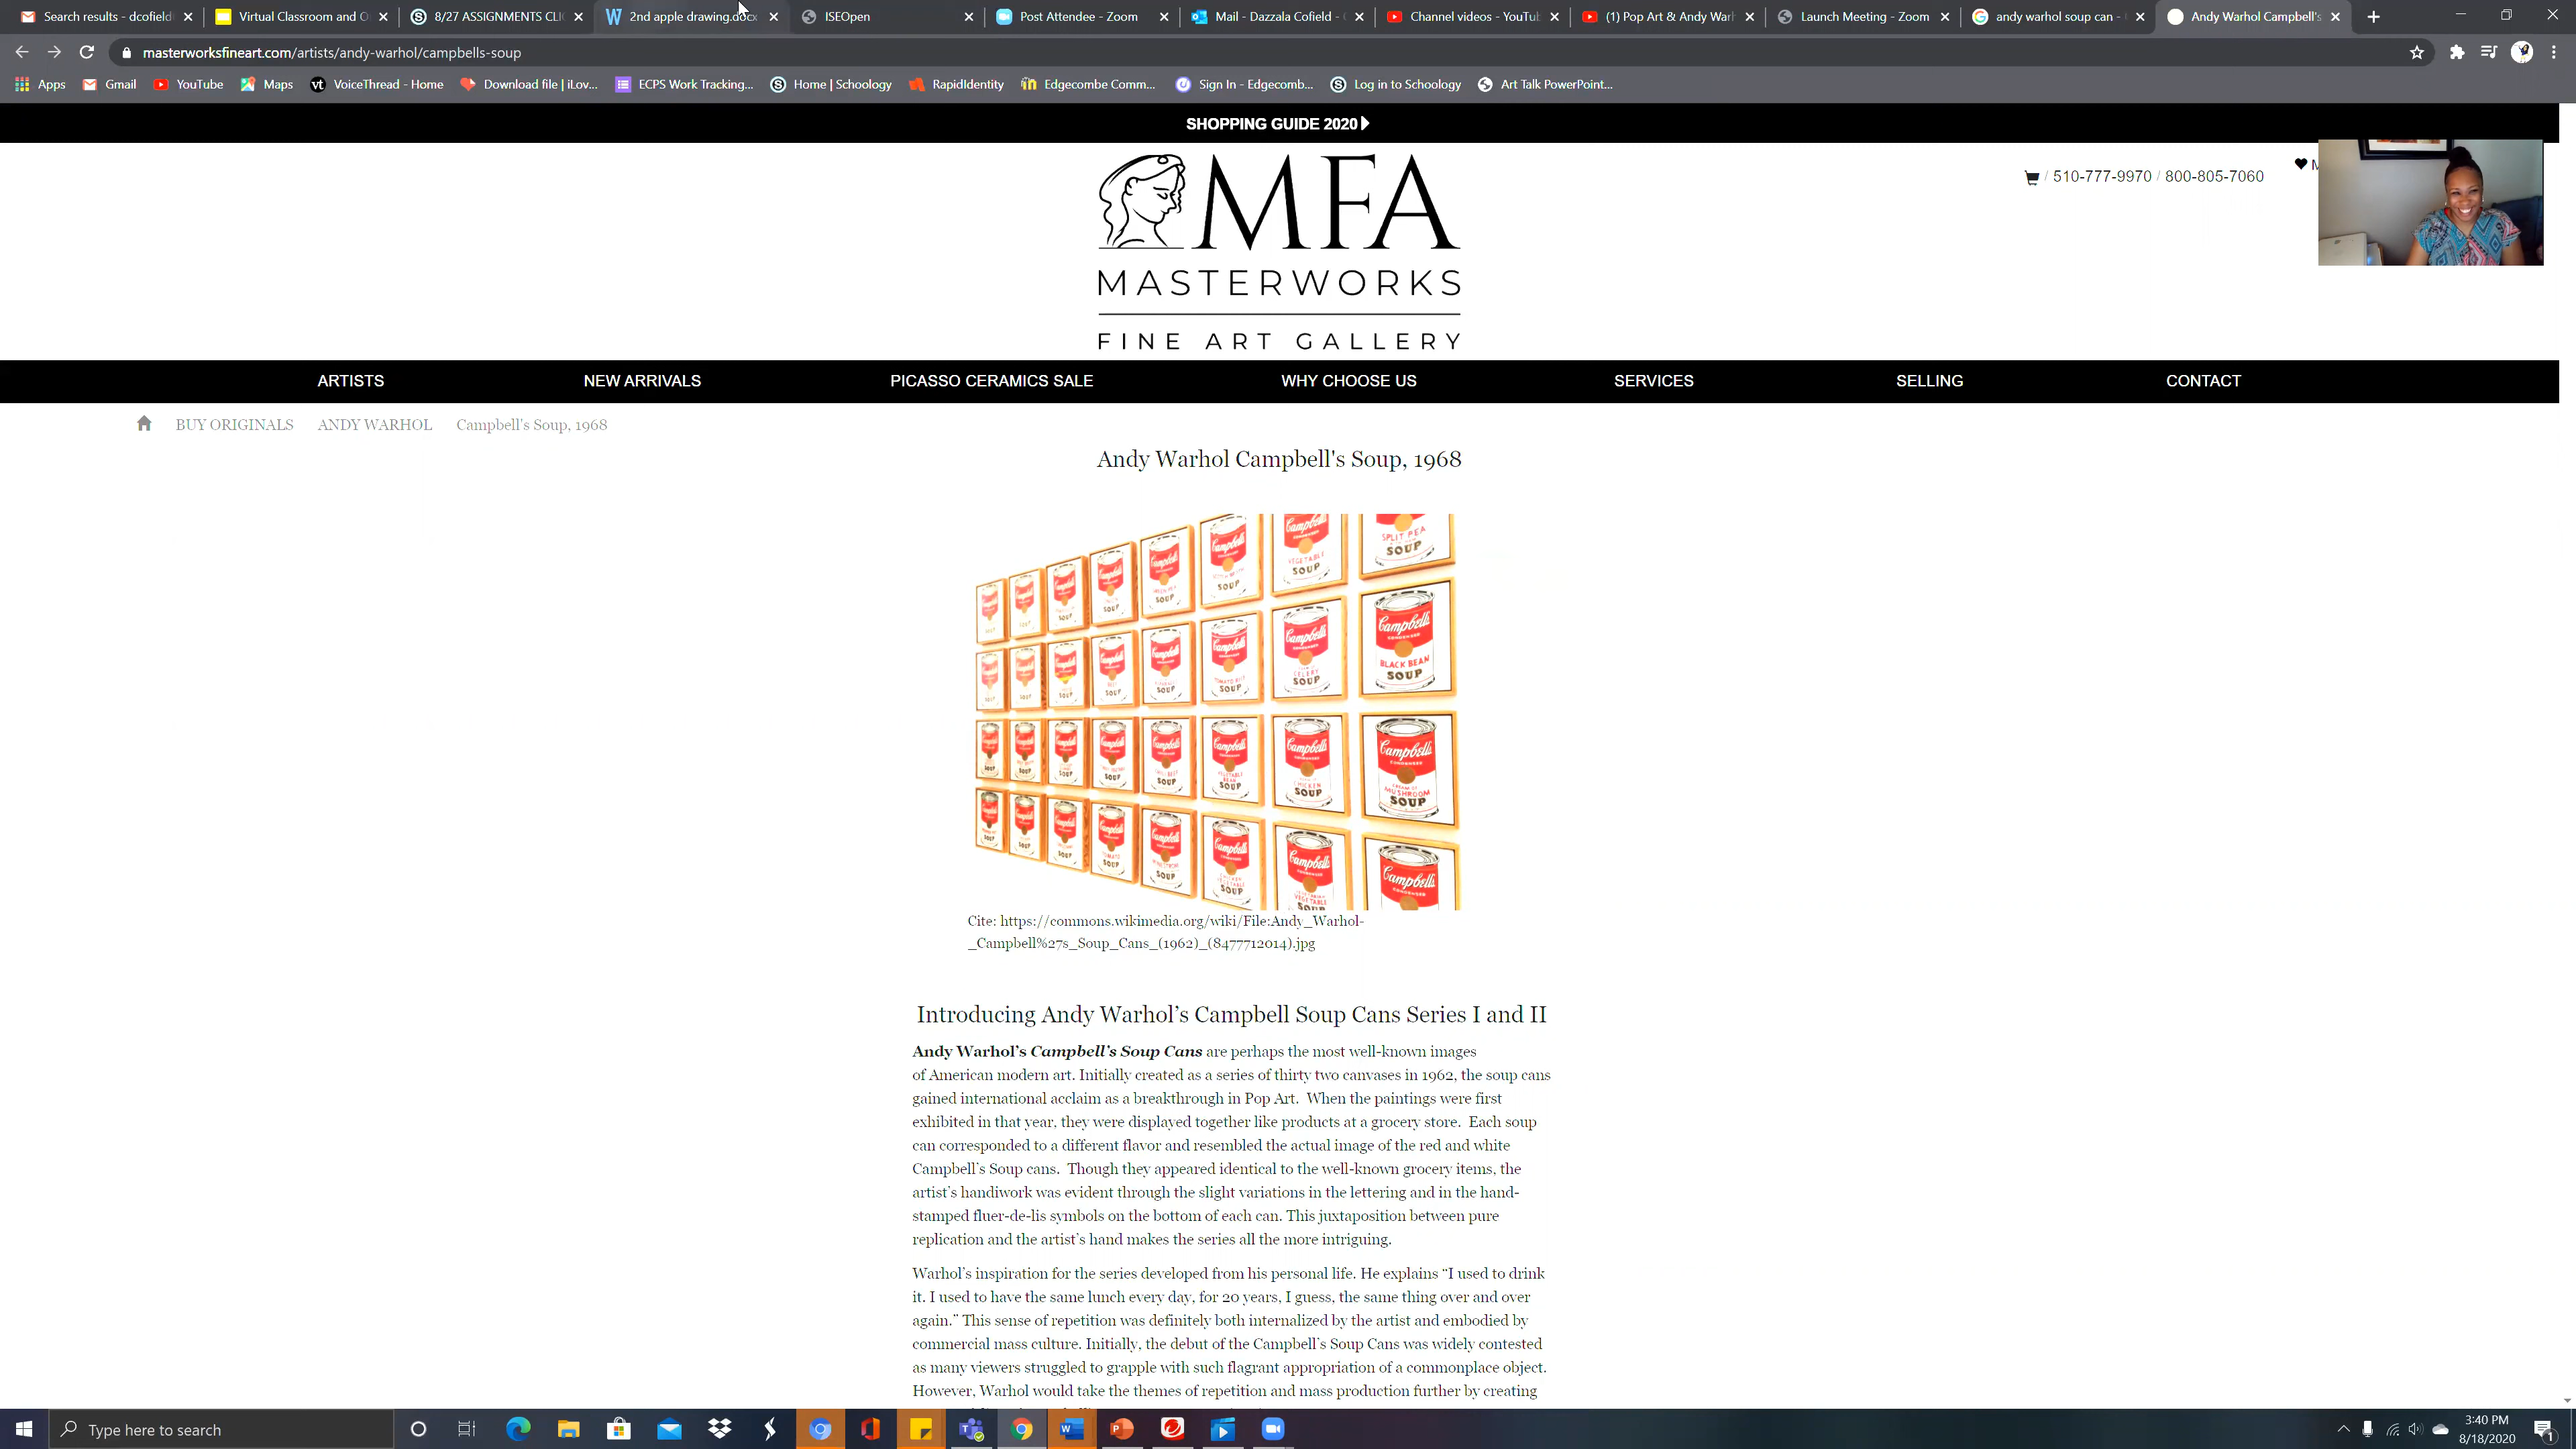 Search results - dcofield
Virtual Classroom and O
8/27 ASSIGNMENTS CLI
2nd apple drawing.docx
ISEOpen
Post Attendee - Zoom
Mail - Dazzala Cofield -
Channel videos - YouTu
(1) Pop Art & Andy War
Launch Meeting - Zoom
andy warhol soup can -
Andy Warhol Campbell's
masterworksfineart.com/artists/andy-warhol/campbells-soup
Apps
Gmail
YouTube
Maps
VoiceThread - Home
Download file | iLov...
ECPS Work Tracking...
Home | Schoology
RapidIdentity
Edgecombe Comm...
Sign In - Edgecomb...
Log in to Schoology
Art Talk PowerPoint...
SHOPPING GUIDE 2020
/ 510-777-9970 / 800-805-7060
MFA
MASTERWORKS
FINE ART GALLERY
ARTISTS
NEW ARRIVALS
PICASSO CERAMICS SALE
WHY CHOOSE US
SERVICES
SELLING
CONTACT
BUY ORIGINALS
ANDY WARHOL
Campbell's Soup, 1968
Andy Warhol Campbell's Soup, 1968
SPLIT PEA
SOUP
Campbell's
VEGETABLE
SOUP
Campbell's
CONDENSED
BLACK BEAN
SOUP
Campbell's
CONDENSED
CREAM OF
MUSHROOM
SOUP
Campbell's
CHICKEN
SOUP
Campbell's
CONDENSED
Cite: https://commons.wikimedia.org/wiki/File:Andy_Warhol-
_Campbell%27s_Soup_Cans_(1962)_(8477712014).jpg
Introducing Andy Warhol’s Campbell Soup Cans Series I and II
Andy Warhol’s Campbell’s Soup Cans are perhaps the most well-known images
of American modern art. Initially created as a series of thirty two canvases in 1962, the soup cans
gained international acclaim as a breakthrough in Pop Art.  When the paintings were first
exhibited in that year, they were displayed together like products at a grocery store.  Each soup
can corresponded to a different flavor and resembled the actual image of the red and white
Campbell’s Soup cans.  Though they appeared identical to the well-known grocery items, the
artist’s handiwork was evident through the slight variations in the lettering and in the hand-
stamped fluer-de-lis symbols on the bottom of each can. This juxtaposition between pure
replication and the artist’s hand makes the series all the more intriguing.
Warhol’s inspiration for the series developed from his personal life. He explains “I used to drink
it. I used to have the same lunch every day, for 20 years, I guess, the same thing over and over
again.” This sense of repetition was definitely both internalized by the artist and embodied by
commercial mass culture. Initially, the debut of the Campbell’s Soup Cans was widely contested
as many viewers struggled to grapple with such flagrant appropriation of a commonplace object.
However, Warhol would take the themes of repetition and mass production further by creating
Type here to search
3:40 PM
8/18/2020